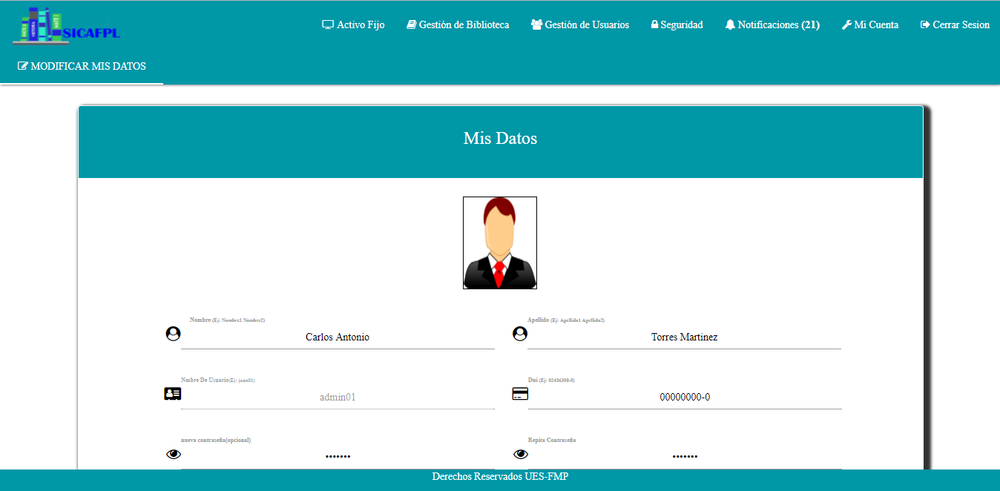 SICAFPL
Activo Fijo
Gestión de Biblioteca
Gestión de Usuarios
Seguridad
Notificaciones (21)
Mi Cuenta
Cerrar Sesion
MODIFICAR MIS DATOS
Mis Datos
Nombre (Ej: Nombre1 Nombre2)
Carlos Antonio
Apellido (Ej: Apellido1 Apellido2)
Torres Martinez
Nmbre De Usuario(Ej: juan01)
admin01
Dui (Ej: 02436390-9)
00000000-0
nueva contraseña(opcional)
•••••••
Repita Contraseña
•••••••
Derechos Reservados UES-FMP